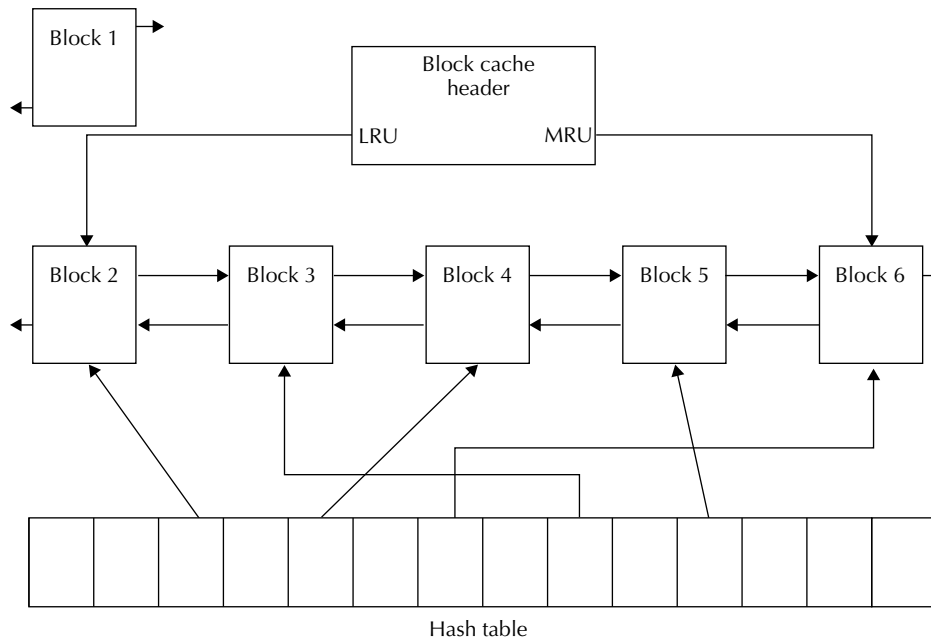 Block 1
Block cache
header
LRU
MRU
Block 2
Block 3
Block 4
Block 5
Block 6
Hash table